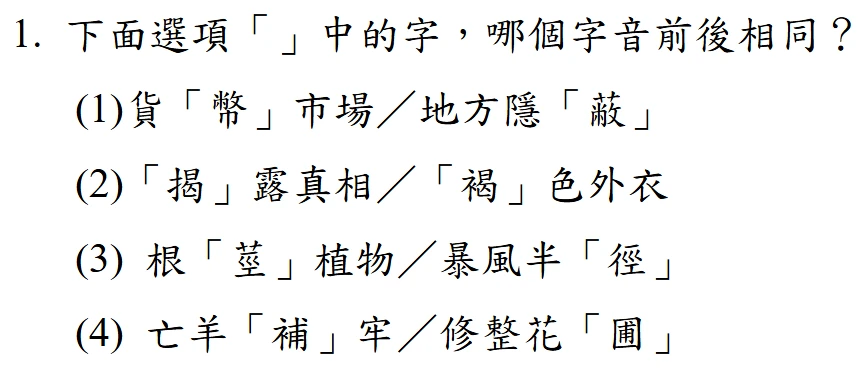 1. 下面選項「」中的字，哪個字音前後相同？
(1)貨「幣」市場／地方隱「蔽」
(2)「揭」露真相／「褐」色外衣
(3) 根「莖」植物／暴風半「徑」
(4) 亡羊「補」牢／修整花「圃」